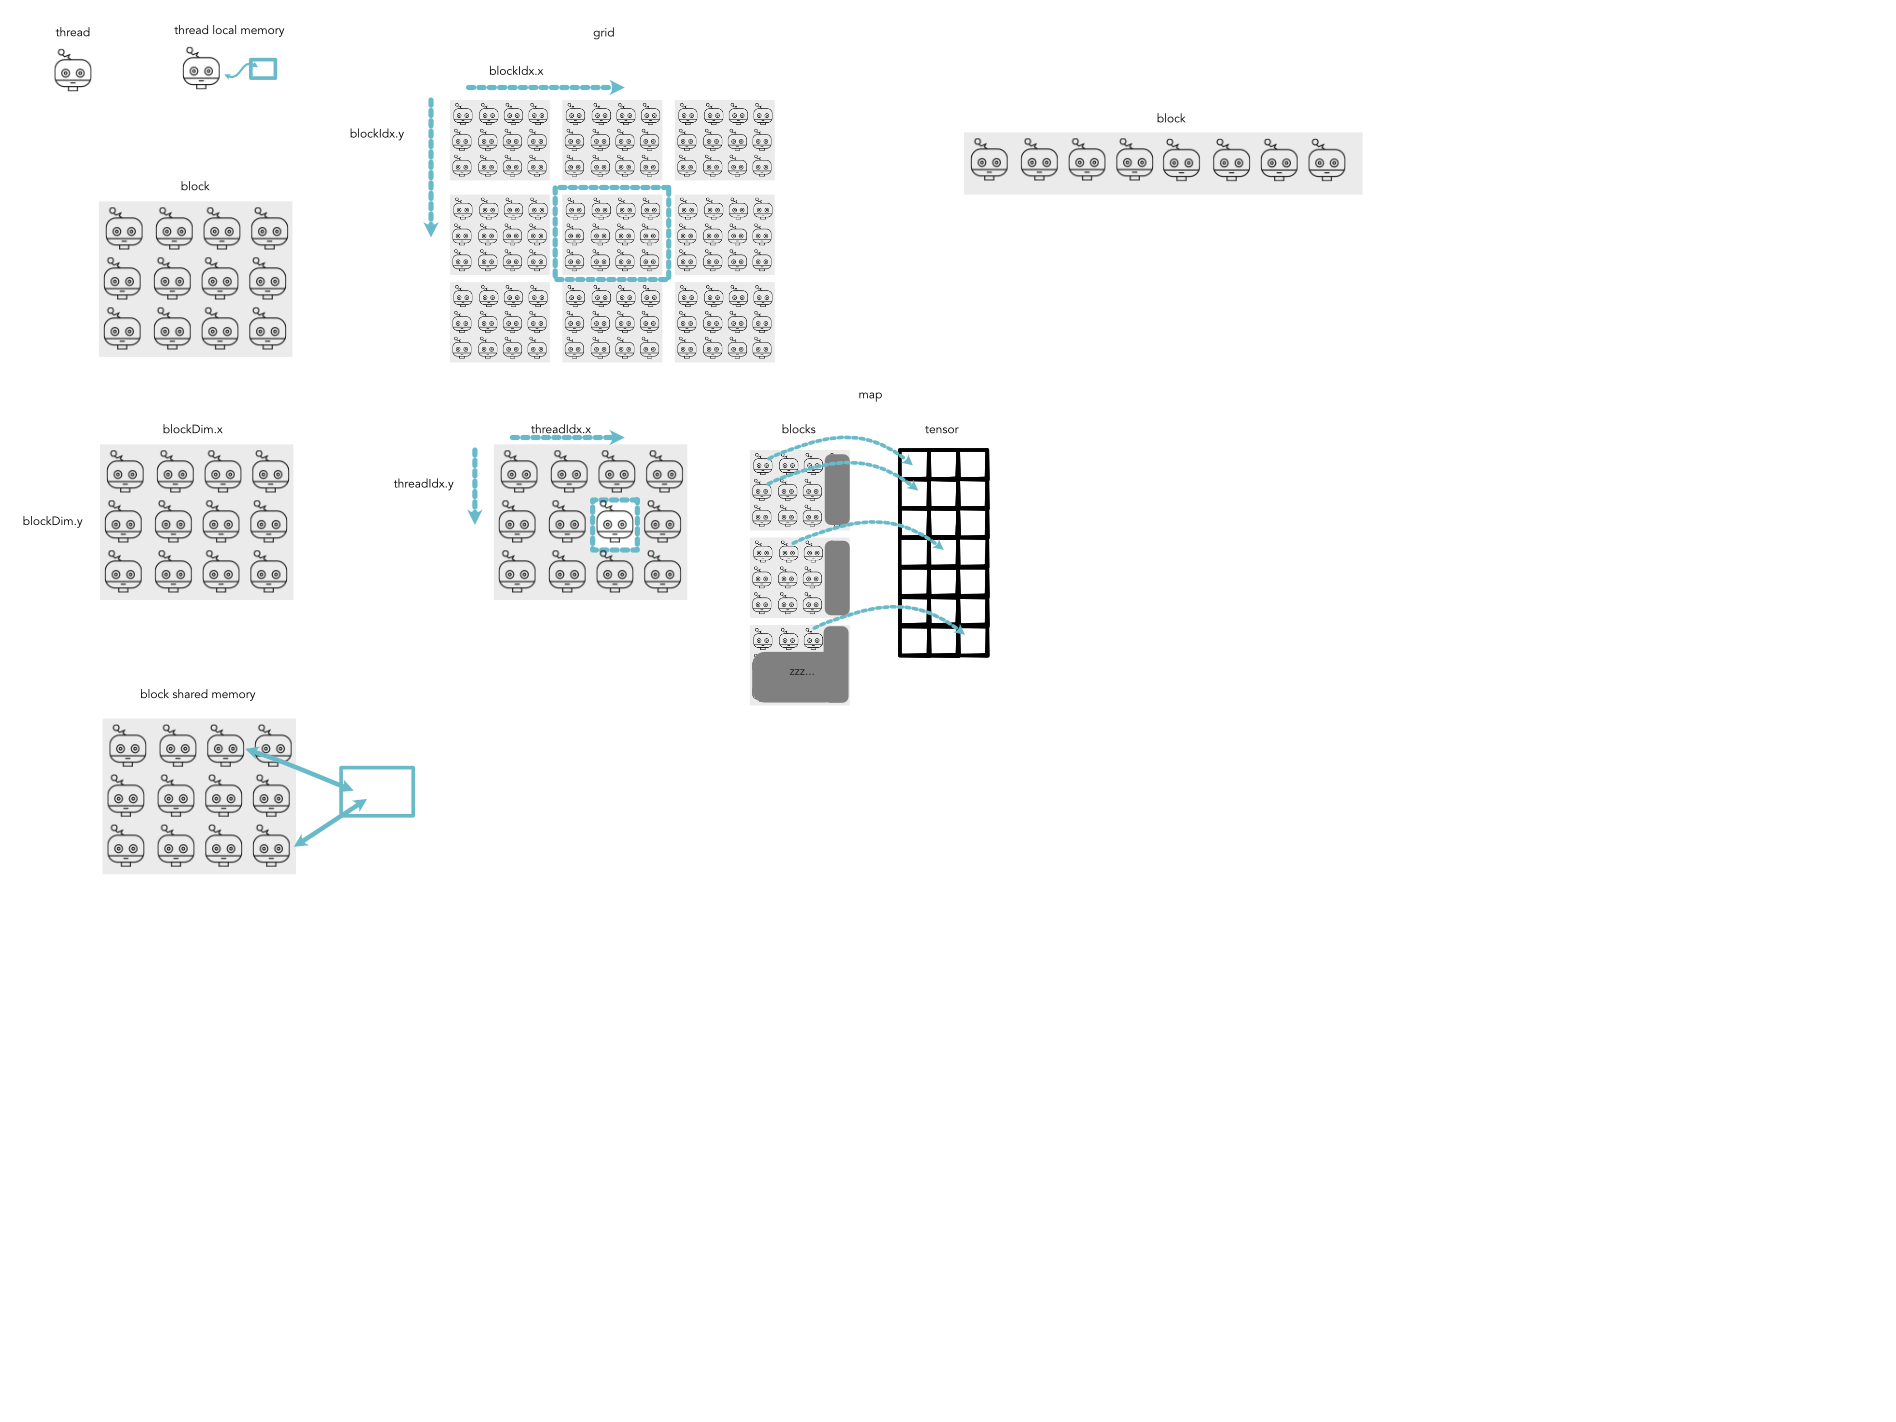 thread
thread local memory
grid
blockIdx.x
blockIdx.y
block
block
map
blockDim.x
threadIdx.x
blocks
tensor
threadIdx.y
blockDim.y
zzz...
block shared memory